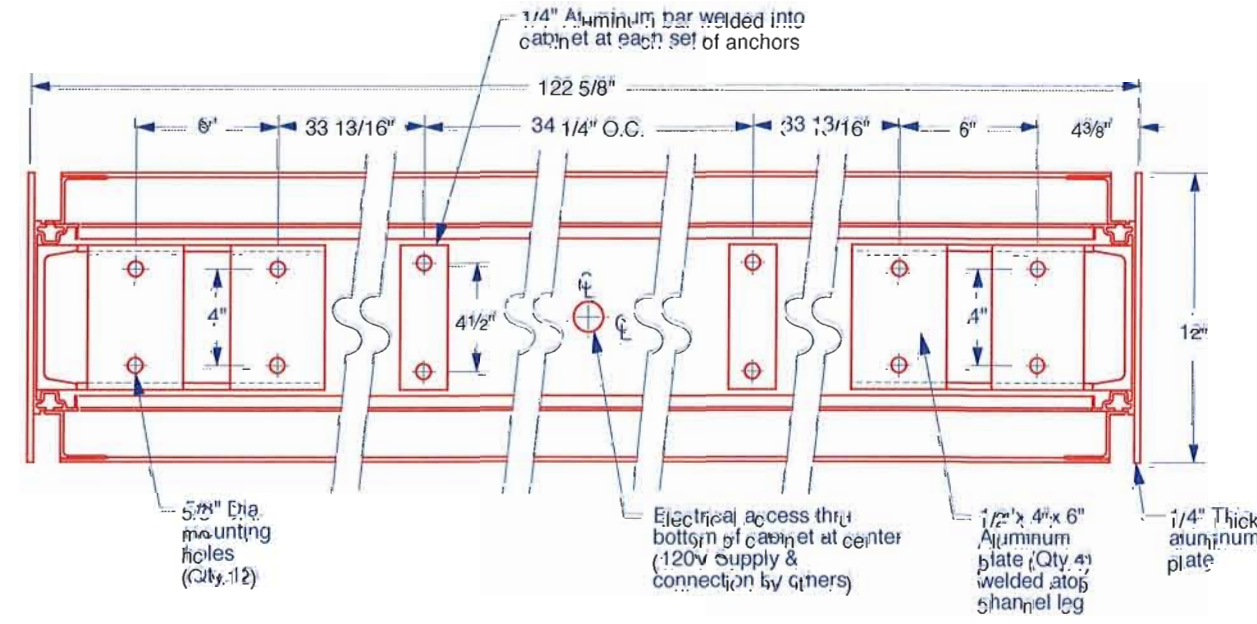 1/4" Aluminum bar welded into
cabinet at each set of anchors
122 5/8"
6" 33 13/16" 34 1/4" O.C. 33 13/16" 6" 4 3/8"
4" 4 1/2" ℄ ℄ 4" 12"
5/8" Dia.
mounting
holes
(Qty. 12)
Electrical access thru
bottom of cabinet at center
(120V Supply &
connection by others)
1/2" x 4" x 6"
Aluminum
plate (Qty 4)
welded atop
channel leg
1/4" Thick
aluminum
plate